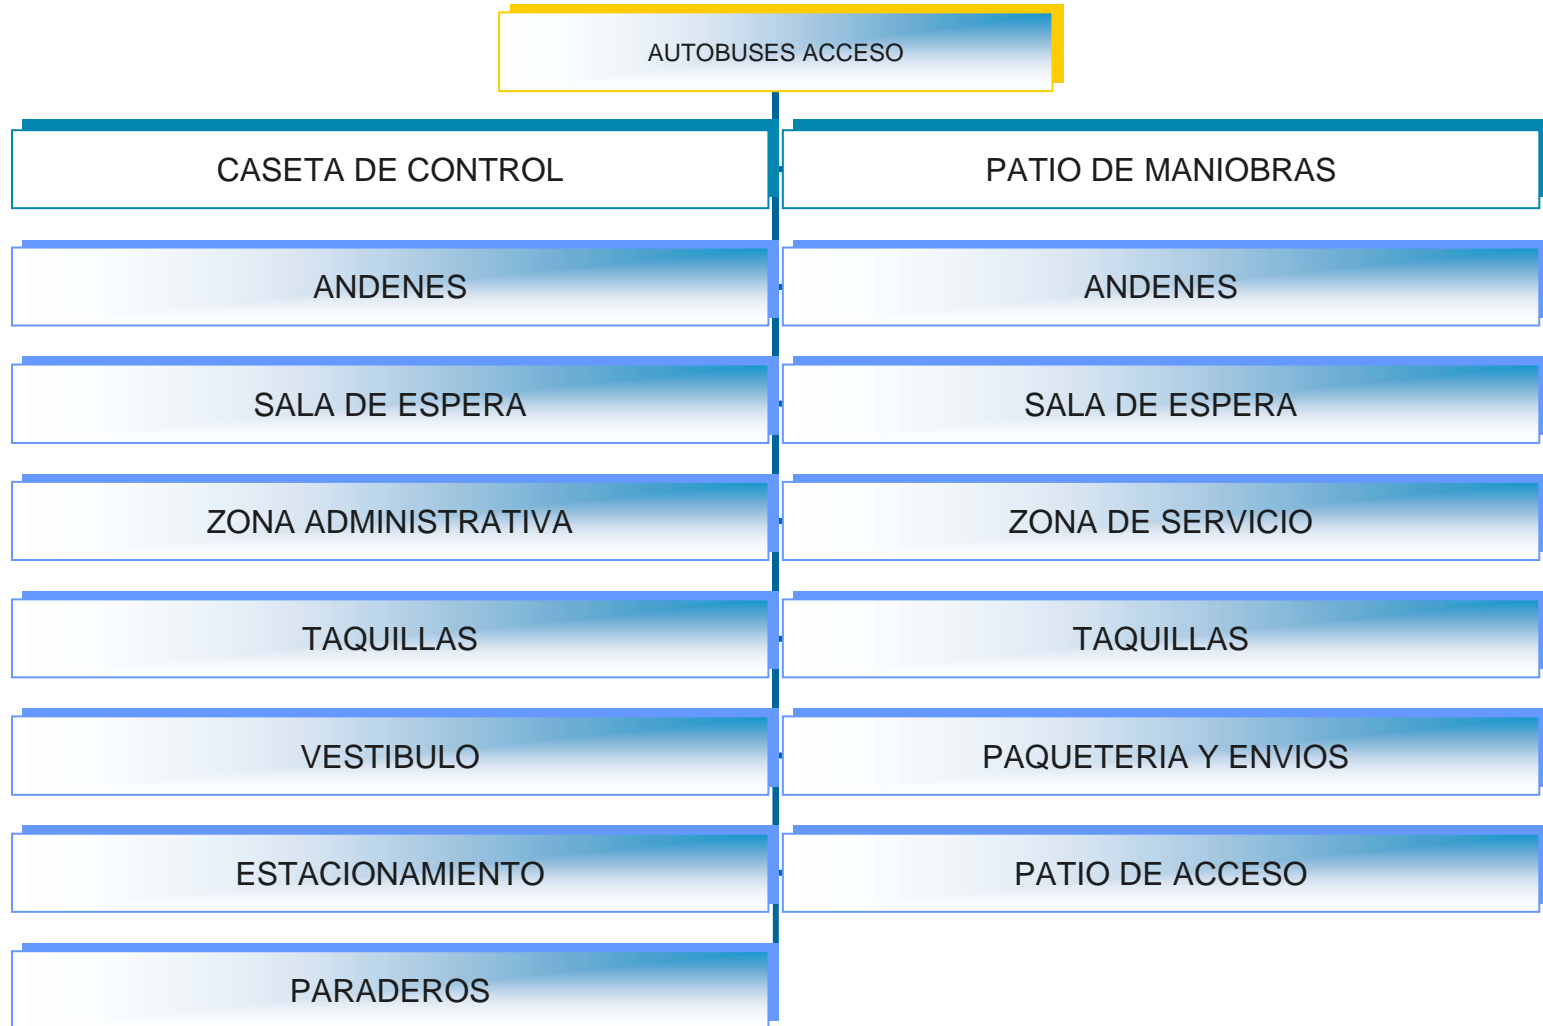 AUTOBUSES ACCESO
CASETA DE CONTROL
PATIO DE MANIOBRAS
ANDENES
ANDENES
SALA DE ESPERA
SALA DE ESPERA
ZONA ADMINISTRATIVA
ZONA DE SERVICIO
TAQUILLAS
TAQUILLAS
VESTIBULO
PAQUETERIA Y ENVIOS
ESTACIONAMIENTO
PATIO DE ACCESO
PARADEROS